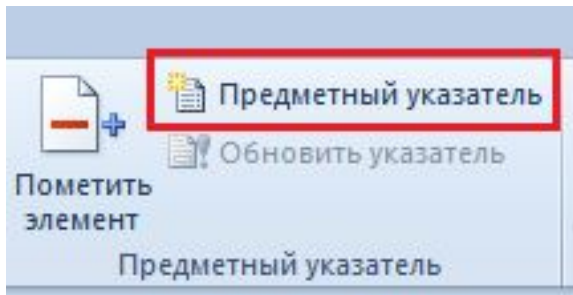 Предметный указатель
Обновить указатель
Пометить
элемент
Предметный указатель